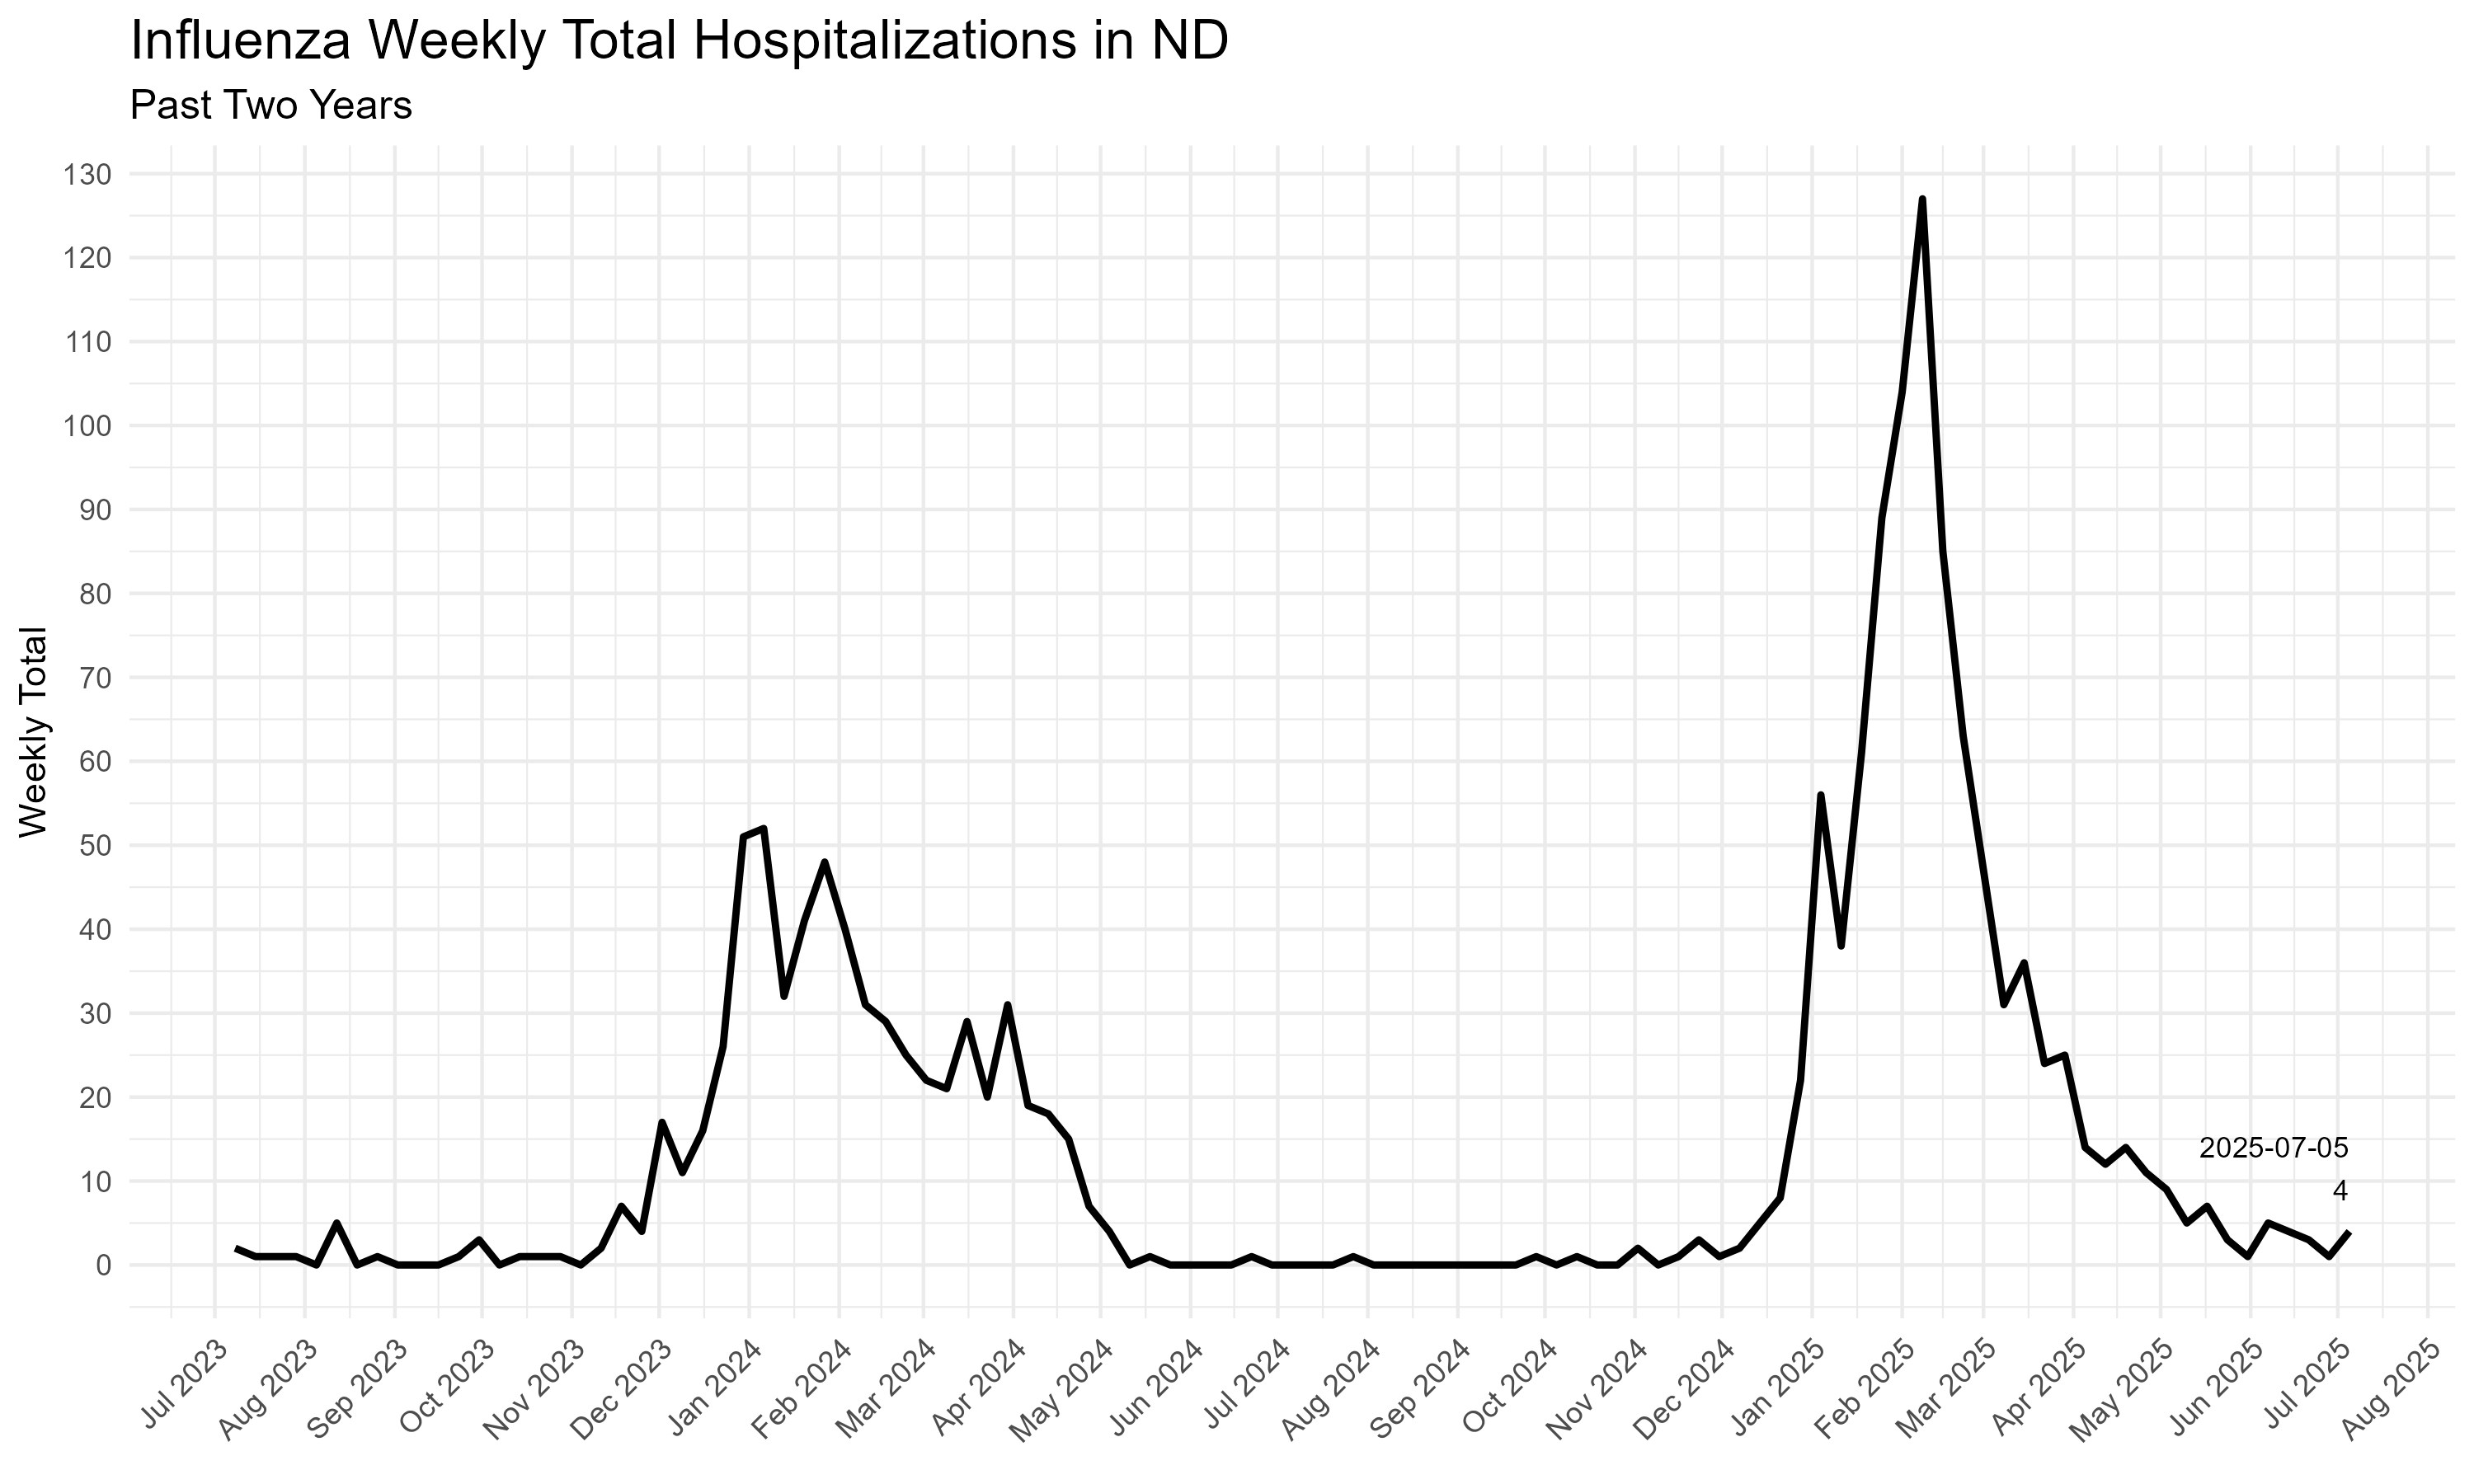 Influenza Weekly Total Hospitalizations in ND
Past Two Years
Weekly Total
130
120
110
100
90
80
70
60
50
40
30
20
10
0
2025-07-05
4
Jul 2023
Aug 2023
Sep 2023
Oct 2023
Nov 2023
Dec 2023
Jan 2024
Feb 2024
Mar 2024
Apr 2024
May 2024
Jun 2024
Jul 2024
Aug 2024
Sep 2024
Oct 2024
Nov 2024
Dec 2024
Jan 2025
Feb 2025
Mar 2025
Apr 2025
May 2025
Jun 2025
Jul 2025
Aug 2025